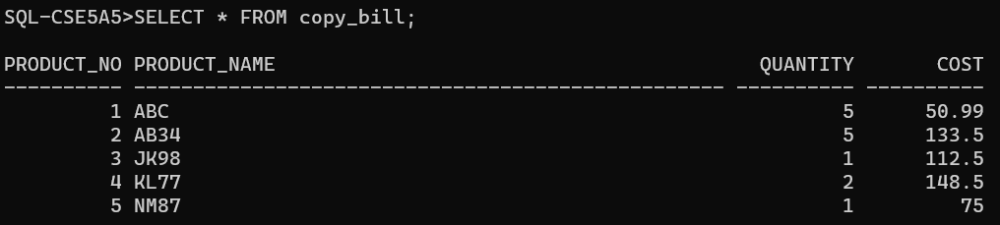 SQL-CSE5A5>SELECT * FROM copy_bill;
PRODUCT_NO PRODUCT_NAME                                         QUANTITY       COST
---------- -------------------------------------------------- ---------- ----------
         1 ABC                                                         5      50.99
         2 AB34                                                        5      133.5
         3 JK98                                                        1      112.5
         4 KL77                                                        2      148.5
         5 NM87                                                        1         75